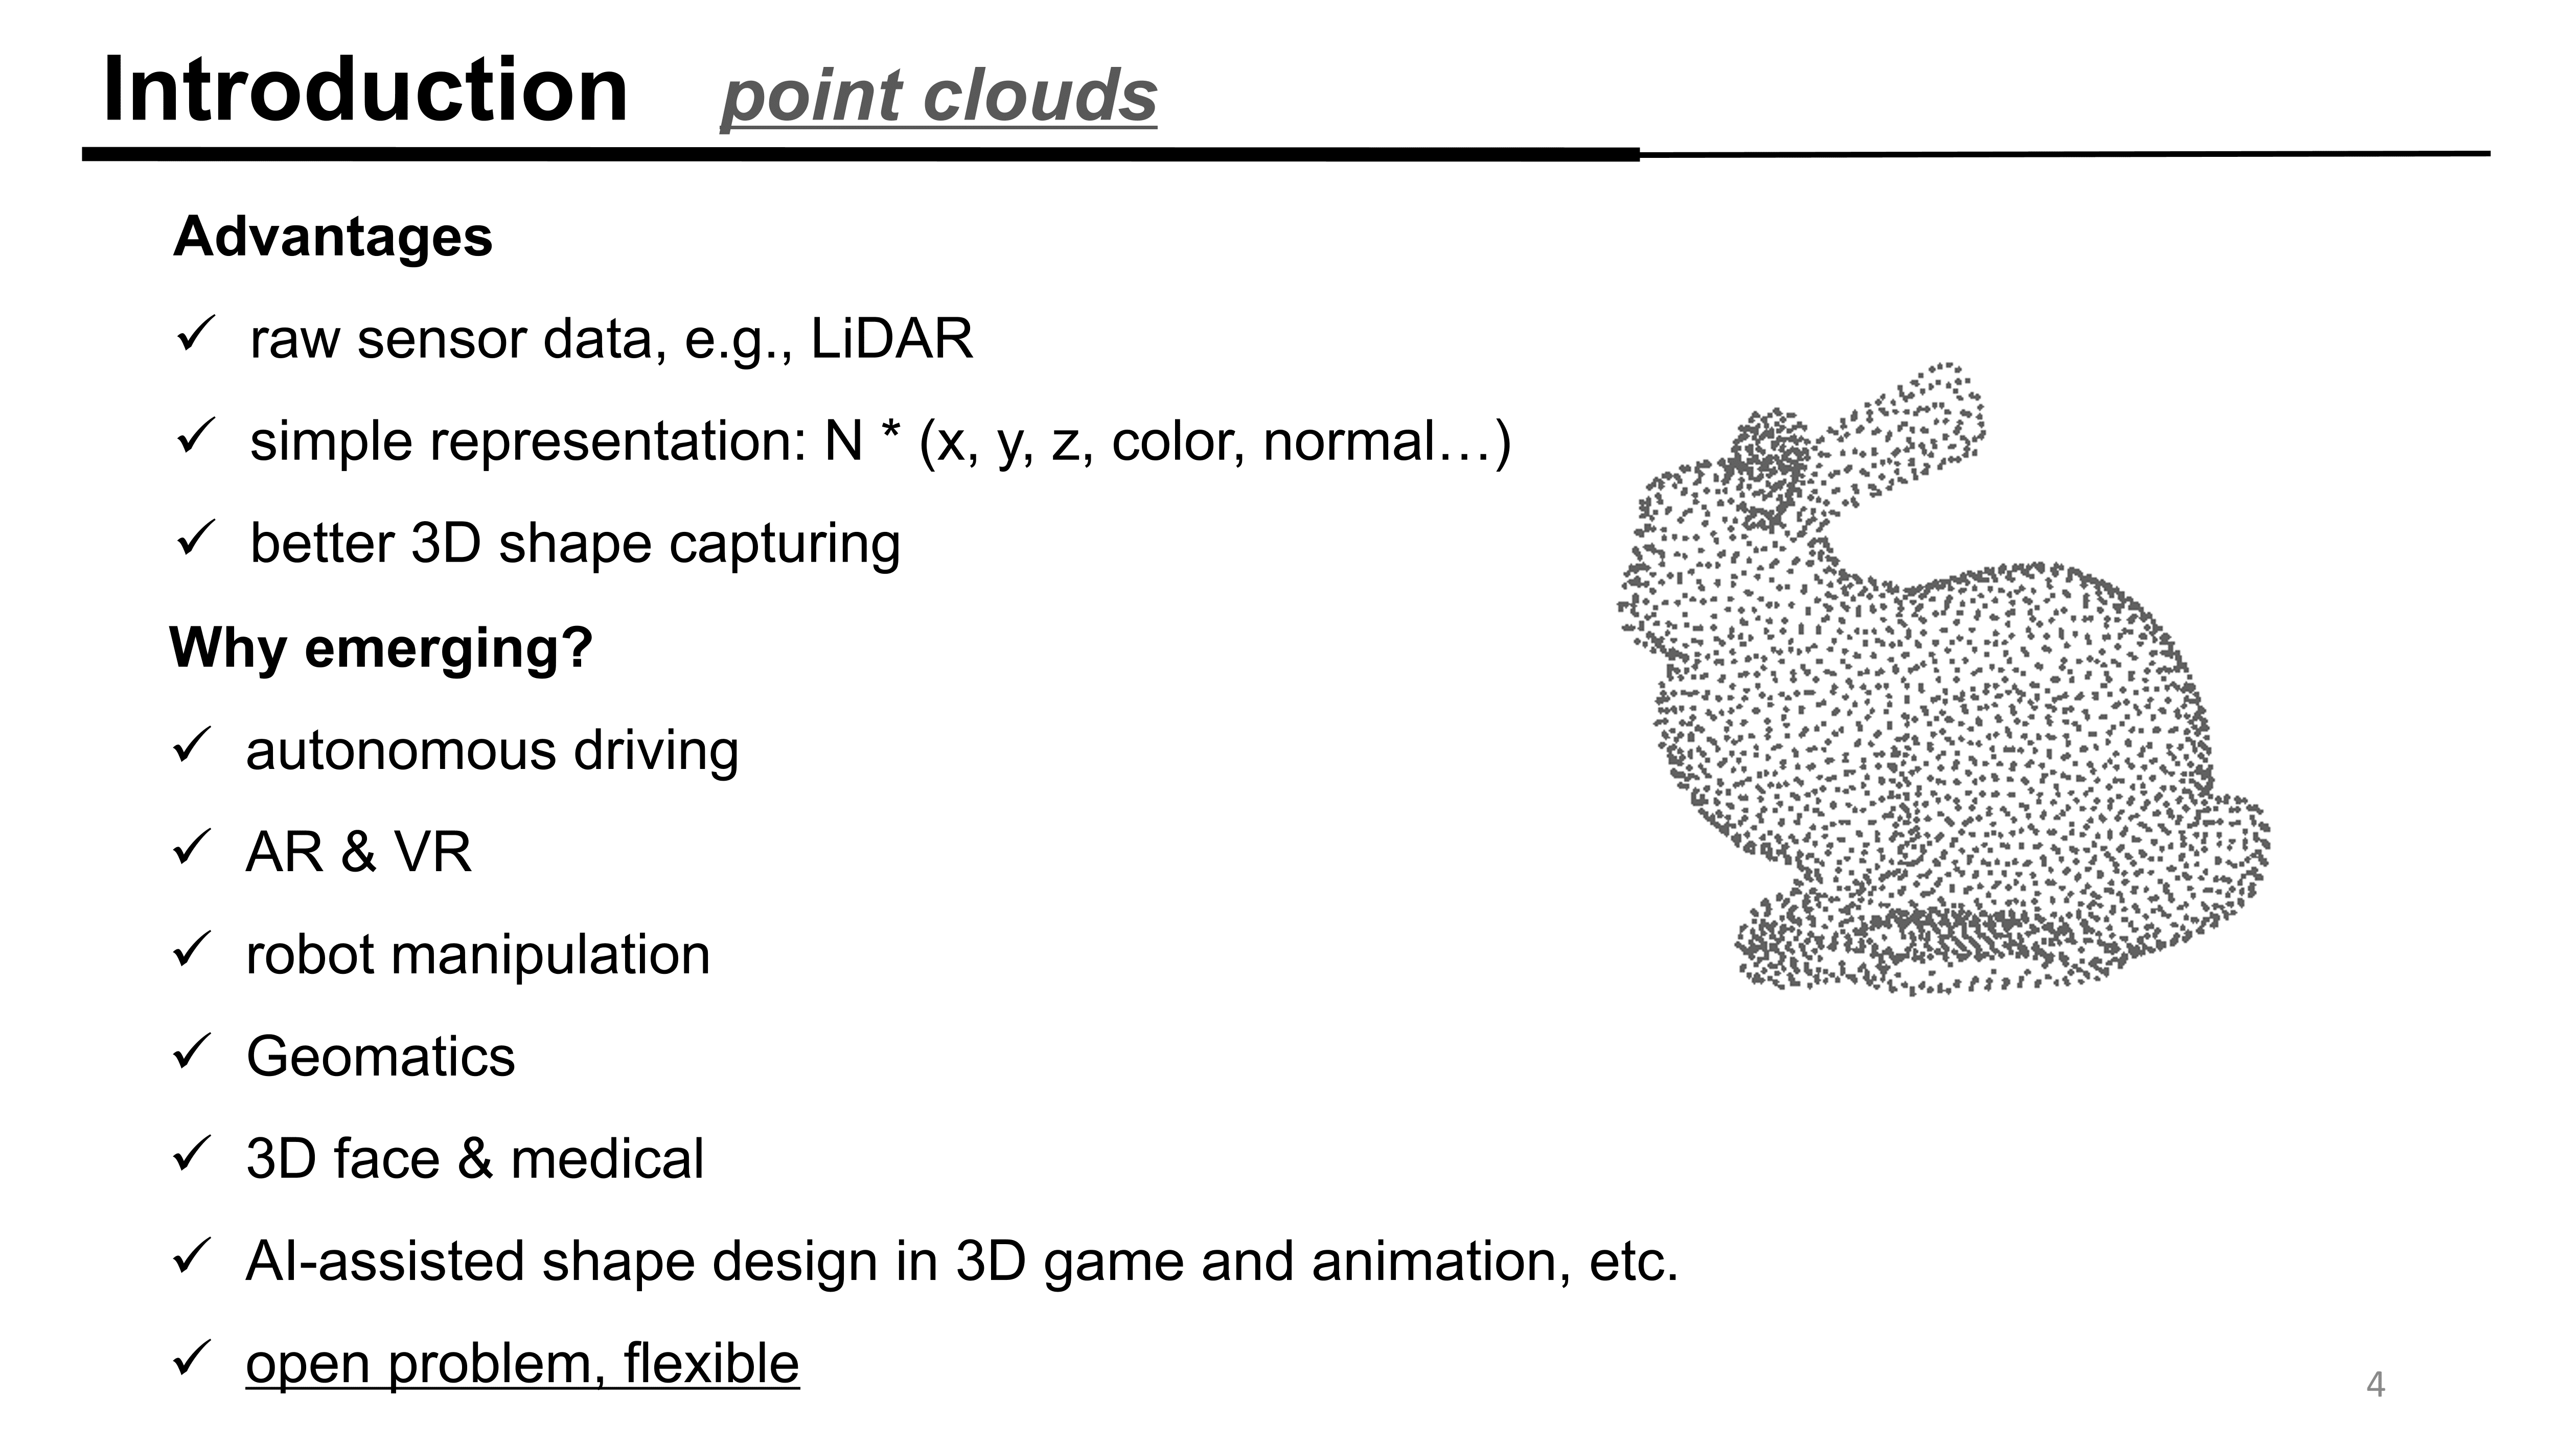 Introduction point clouds
Advantages
✓ raw sensor data, e.g., LiDAR
✓ simple representation: N * (x, y, z, color, normal…)
✓ better 3D shape capturing
Why emerging?
✓ autonomous driving
✓ AR & VR
✓ robot manipulation
✓ Geomatics
✓ 3D face & medical
✓ AI-assisted shape design in 3D game and animation, etc.
✓ open problem, flexible
4